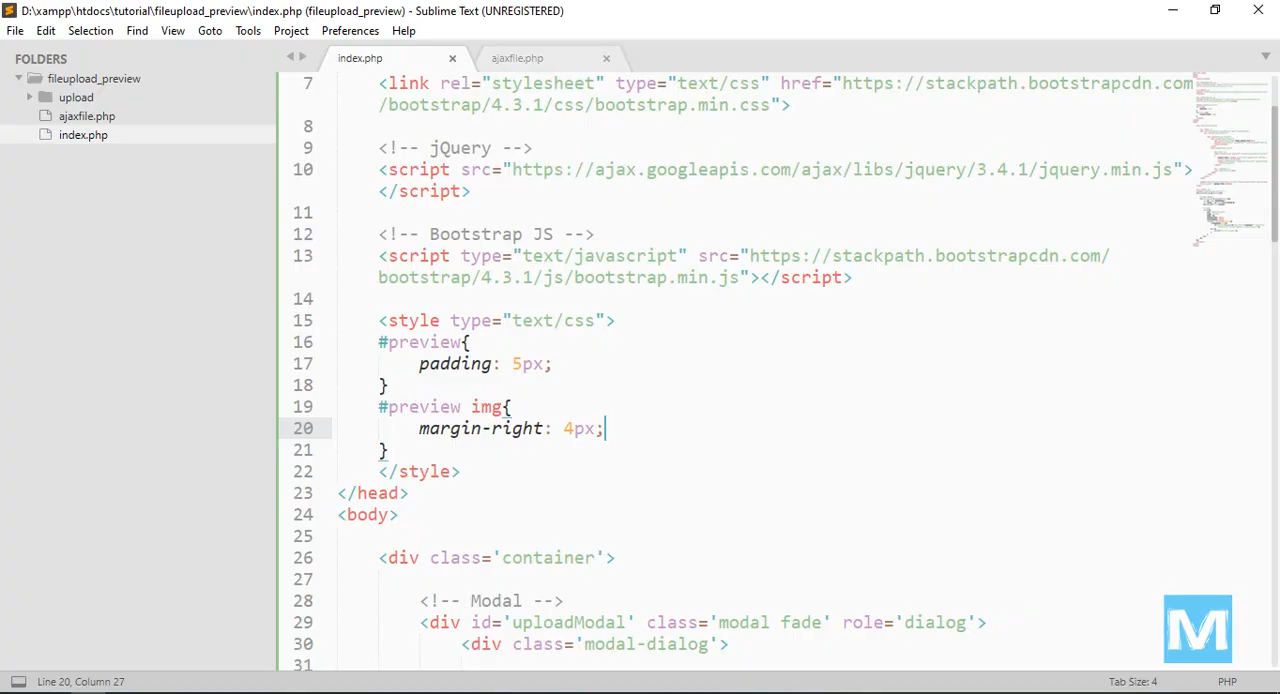 D:\xampp\htdocs\tutorial\fileupload_preview\index.php (fileupload_preview) - Sublime Text (UNREGISTERED)
File Edit Selection Find View Goto Tools Project Preferences Help
FOLDERS
fileupload_preview
upload
ajaxfile.php
index.php
index.php × ajaxfile.php ×
7 <link rel="stylesheet" type="text/css" href="https://stackpath.bootstrapcdn.com
/bootstrap/4.3.1/css/bootstrap.min.css">
8
9 <!-- jQuery -->
10 <script src="https://ajax.googleapis.com/ajax/libs/jquery/3.4.1/jquery.min.js">
</script>
11
12 <!-- Bootstrap JS -->
13 <script type="text/javascript" src="https://stackpath.bootstrapcdn.com/
bootstrap/4.3.1/js/bootstrap.min.js"></script>
14
15 <style type="text/css">
16 #preview{
17 padding: 5px;
18 }
19 #preview img{
20 margin-right: 4px;
21 }
22 </style>
23 </head>
24 <body>
25
26 <div class='container'>
27
28 <!-- Modal -->
29 <div id='uploadModal' class='modal fade' role='dialog'>
30 <div class='modal-dialog'>
31
M
Line 20, Column 27
Tab Size: 4
PHP